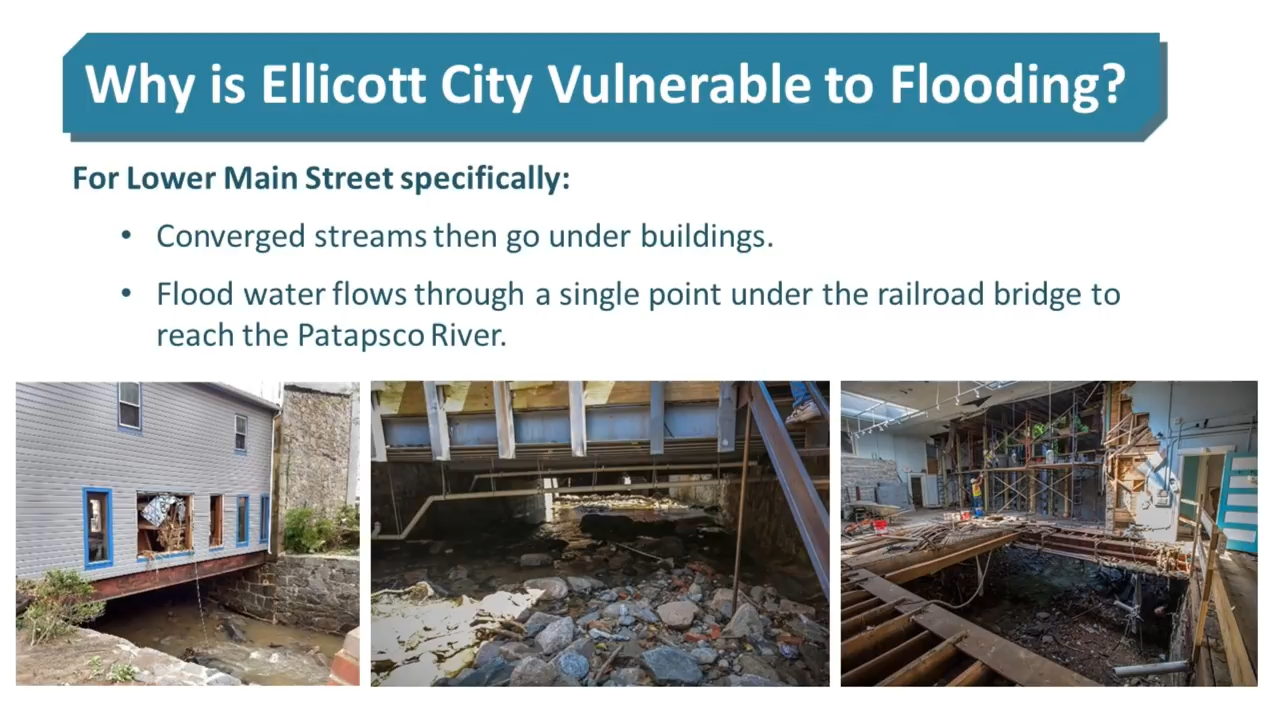 Why is Ellicott City Vulnerable to Flooding?
For Lower Main Street specifically:
• Converged streams then go under buildings.
• Flood water flows through a single point under the railroad bridge to
reach the Patapsco River.